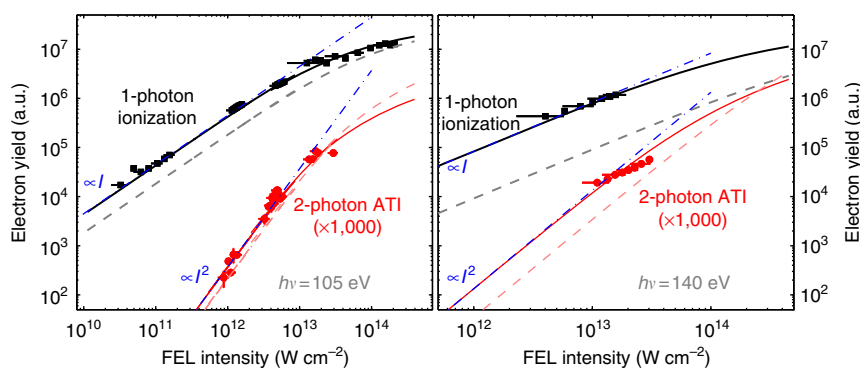 Electron yield (a.u.)
10⁷
10⁶
10⁵
10⁴
10³
10²
1-photon
ionization
∝I
2-photon ATI
(×1,000)
∝I²
hν = 105 eV
10¹⁰ 10¹¹ 10¹² 10¹³ 10¹⁴
FEL intensity (W cm⁻²)
1-photon
ionization
∝I
2-photon ATI
(×1,000)
∝I²
hν = 140 eV
10¹² 10¹³ 10¹⁴
FEL intensity (W cm⁻²)
10⁷
10⁶
10⁵
10⁴
10³
10²
Electron yield (a.u.)